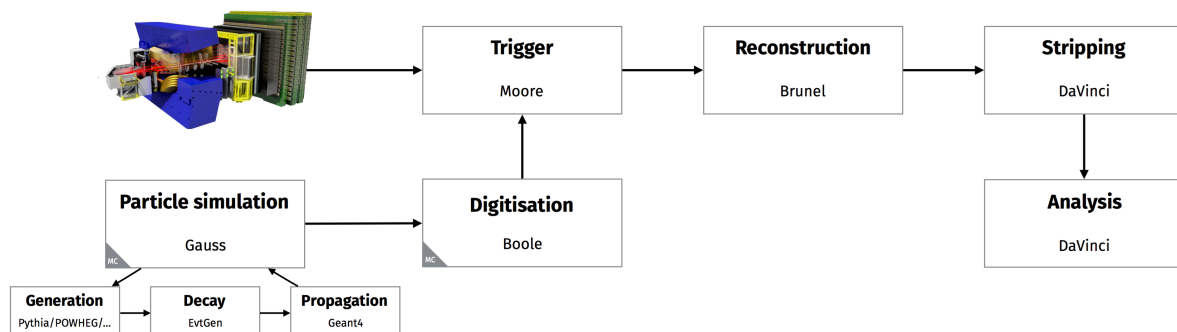 Trigger
Moore
Reconstruction
Brunel
Stripping
DaVinci
Particle simulation
Gauss
MC
Digitisation
Boole
MC
Analysis
DaVinci
Generation
Pythia/POWHEG/...
Decay
EvtGen
Propagation
Geant4